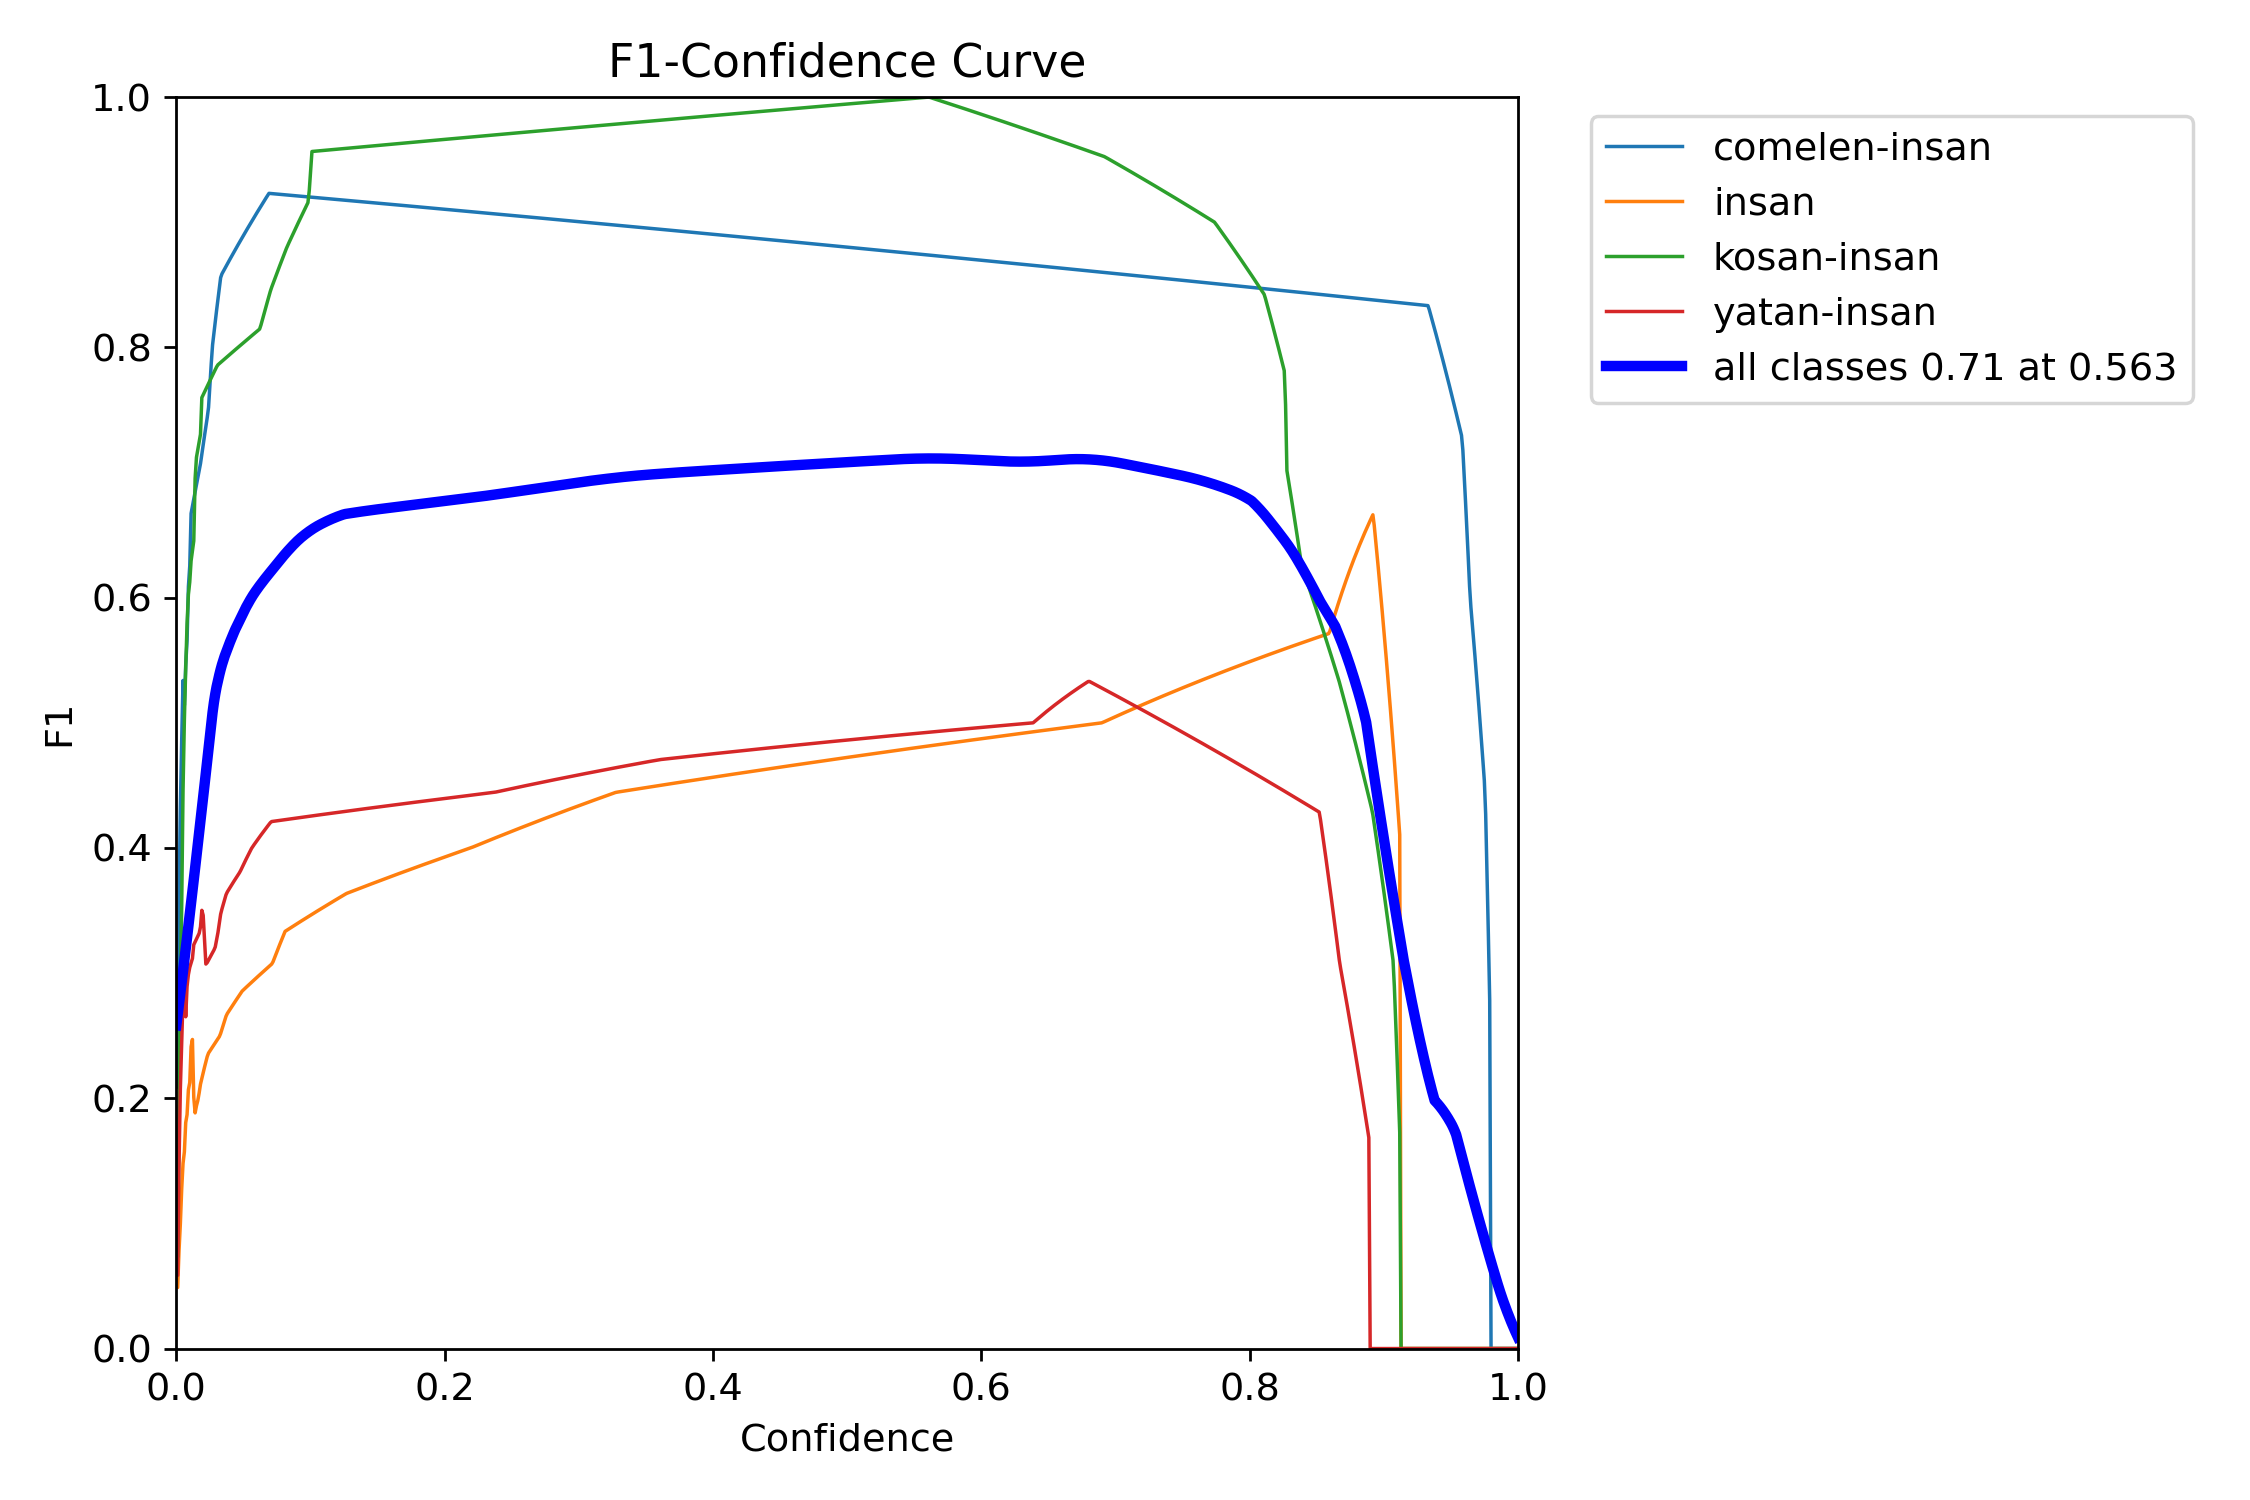 F1-Confidence Curve
1.0
0.8
0.6
0.4
0.2
0.0
F1
0.0 0.2 0.4 0.6 0.8 1.0
Confidence
comelen-insan
insan
kosan-insan
yatan-insan
all classes 0.71 at 0.563